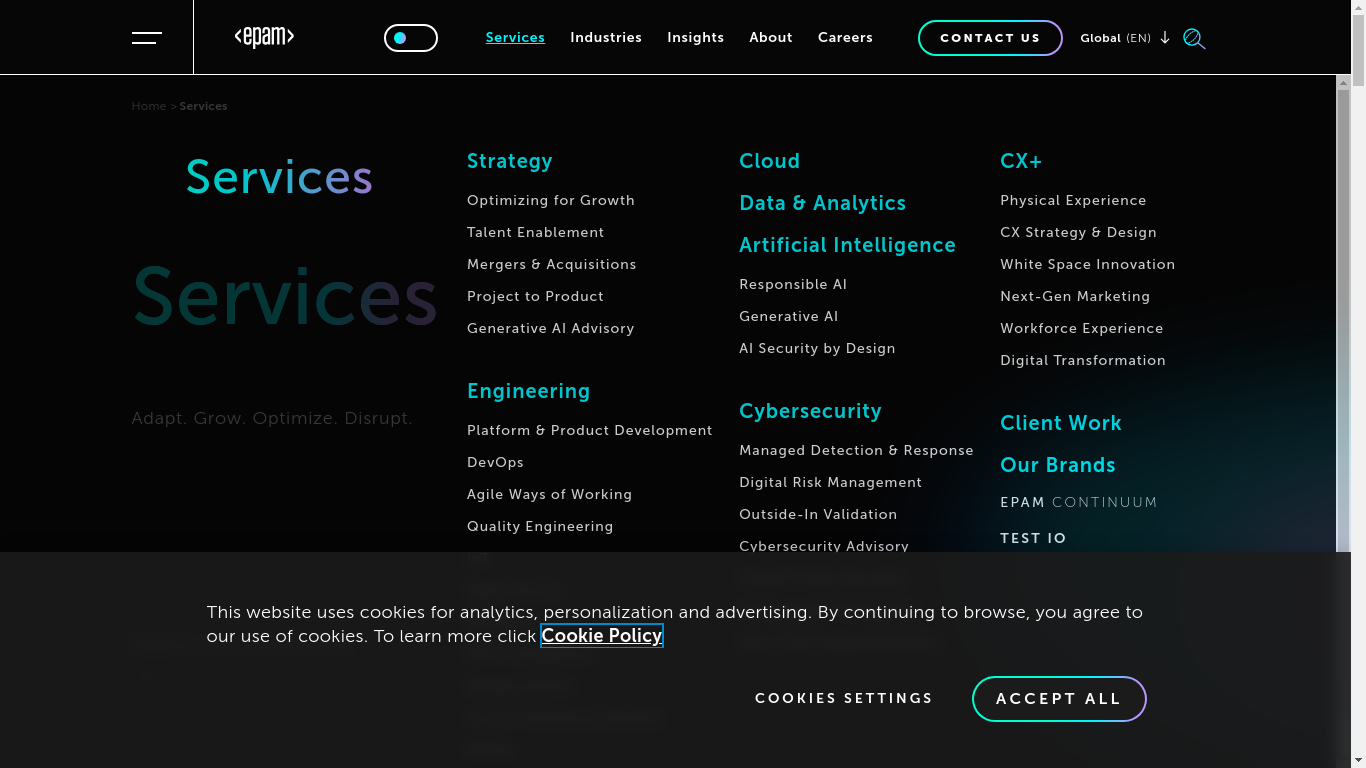 <epam>
Services
Industries
Insights
About
Careers
CONTACT US
Global (EN)
Home > Services
Services
Services
Adapt. Grow. Optimize. Disrupt.
Strategy
Optimizing for Growth
Talent Enablement
Mergers & Acquisitions
Project to Product
Generative AI Advisory
Engineering
Platform & Product Development
DevOps
Agile Ways of Working
Quality Engineering
Cloud
Data & Analytics
Artificial Intelligence
Responsible AI
Generative AI
AI Security by Design
Cybersecurity
Managed Detection & Response
Digital Risk Management
Outside-In Validation
Cybersecurity Advisory
CX+
Physical Experience
CX Strategy & Design
White Space Innovation
Next-Gen Marketing
Workforce Experience
Digital Transformation
Client Work
Our Brands
EPAM CONTINUUM
TEST IO
This website uses cookies for analytics, personalization and advertising. By continuing to browse, you agree to
our use of cookies. To learn more click Cookie Policy
COOKIES SETTINGS
ACCEPT ALL